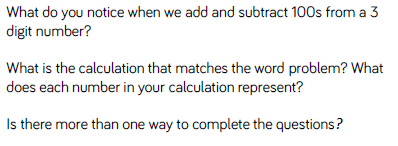 What do you notice when we add and subtract 100s from a 3
digit number?
What is the calculation that matches the word problem? What
does each number in your calculation represent?
Is there more than one way to complete the questions?